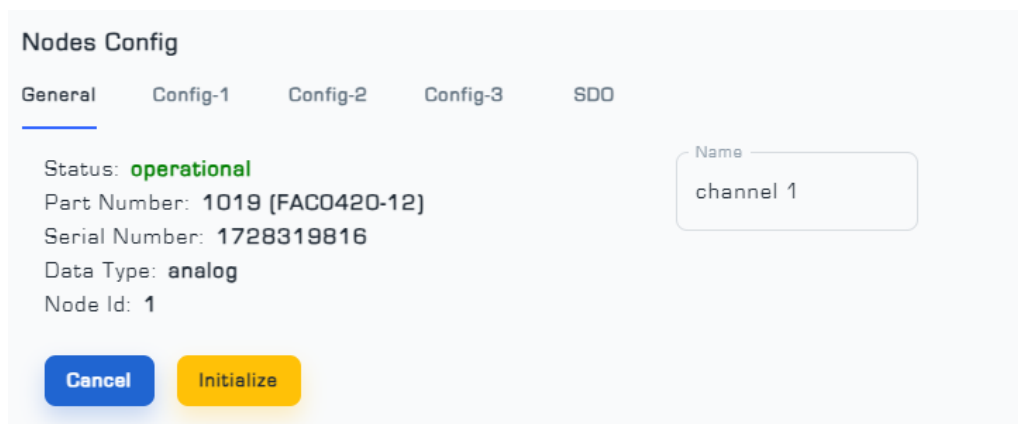 Nodes Config
General Config-1 Config-2 Config-3 SDO
Status: operational
Part Number: 1019 (FAC0420-12)
Serial Number: 1728319816
Data Type: analog
Node Id: 1
Name
channel 1
Cancel Initialize